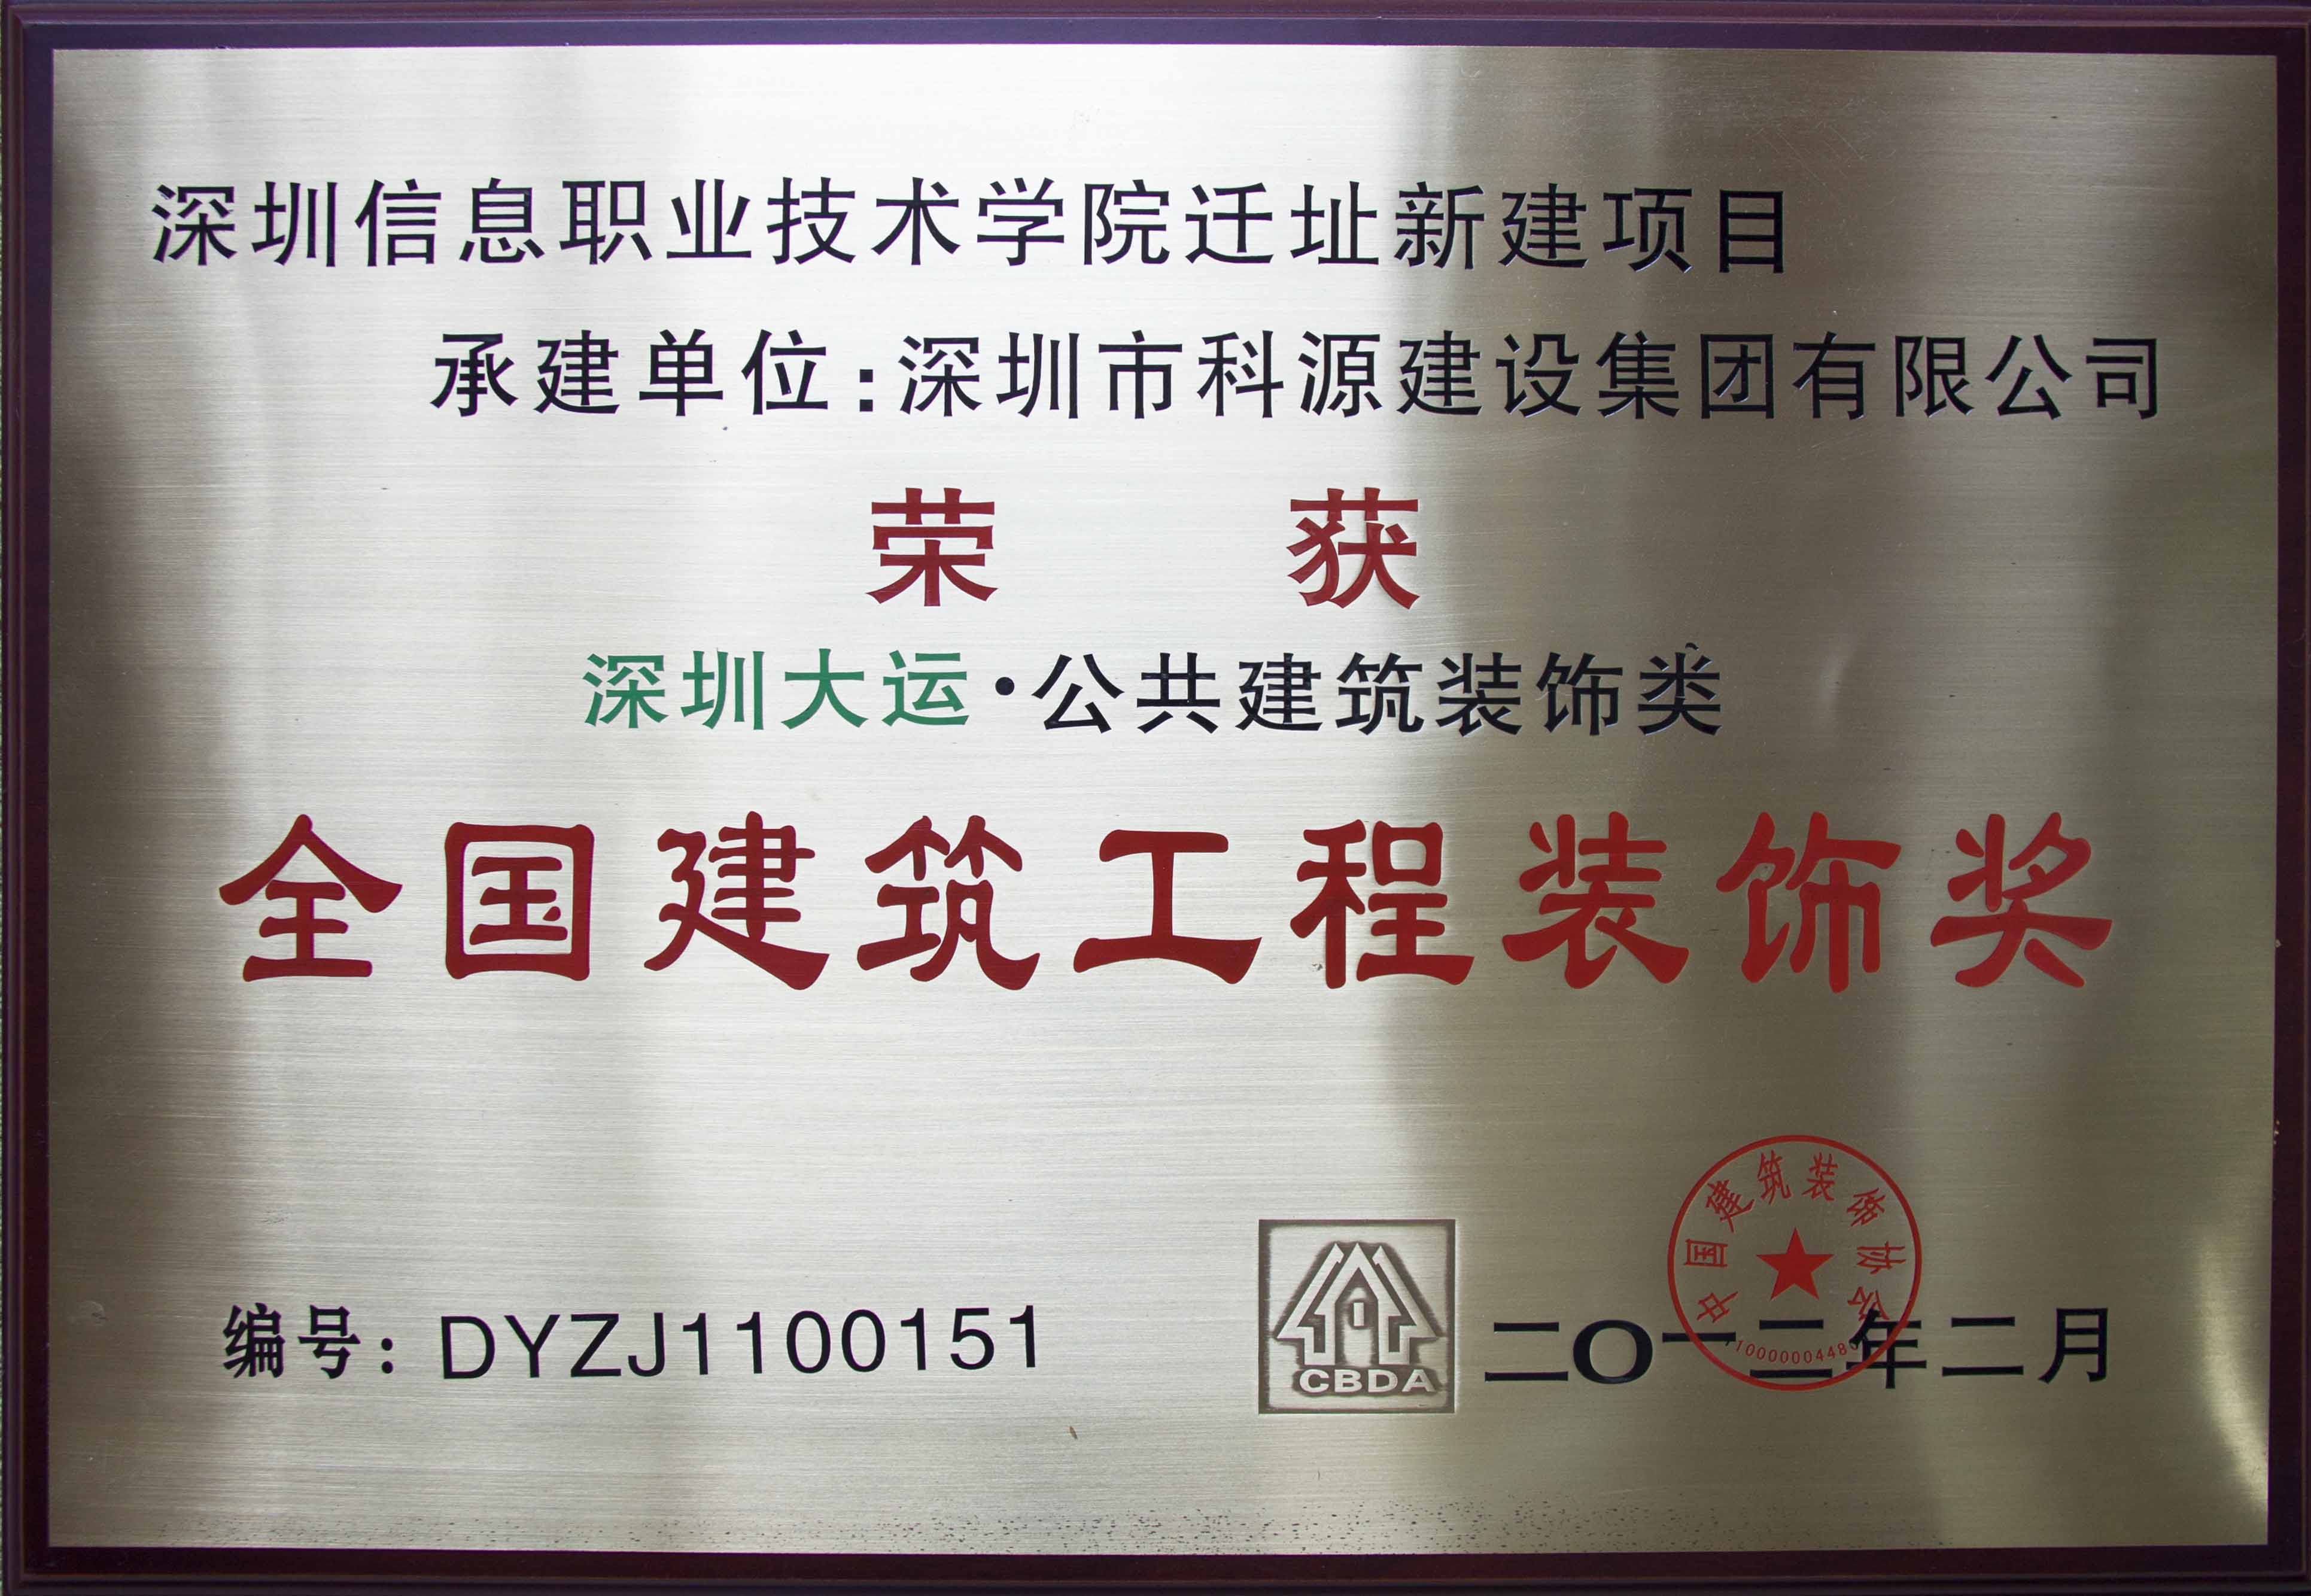 深圳信息职业技术学院迁址新建项目
承建单位:深圳市科源建设集团有限公司
荣 获
深圳大运·公共建筑装饰类
全国建筑工程装饰奖
中国建筑装饰协会
编号: DYZJ1100151
CBDA
二〇一二年二月